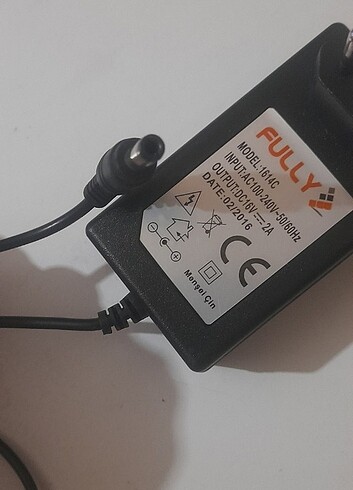 FULLY
MODEL:1614C
INPUT:AC100-240V~50/60Hz
OUTPUT:DC16V⎓2A
DATE:02/2016
CE
Menşei Çin